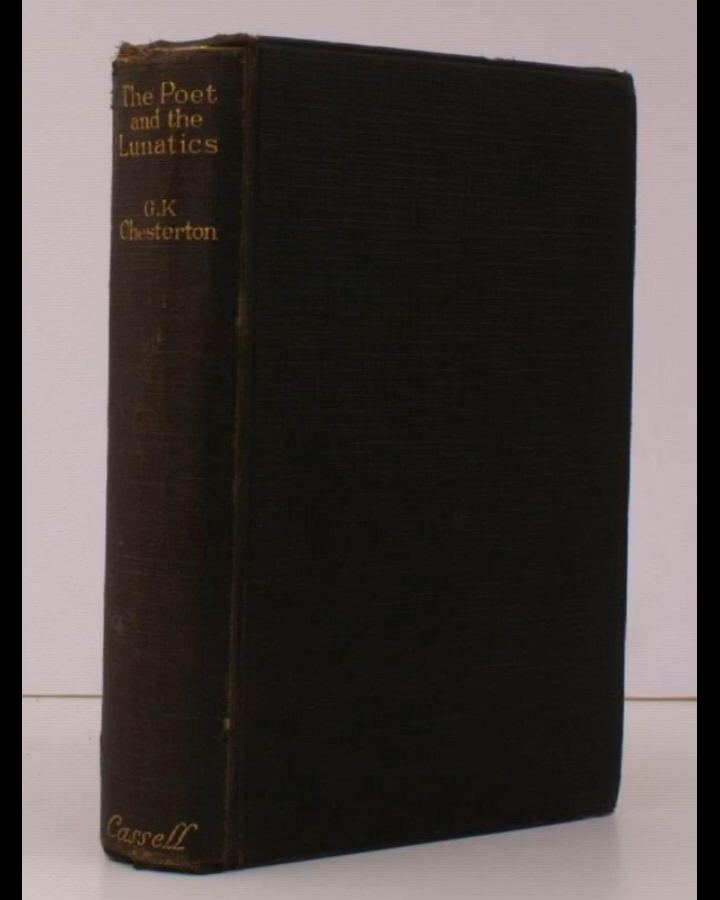 The Poet
and the
Lunatics
G.K
Chesterton
Cassell